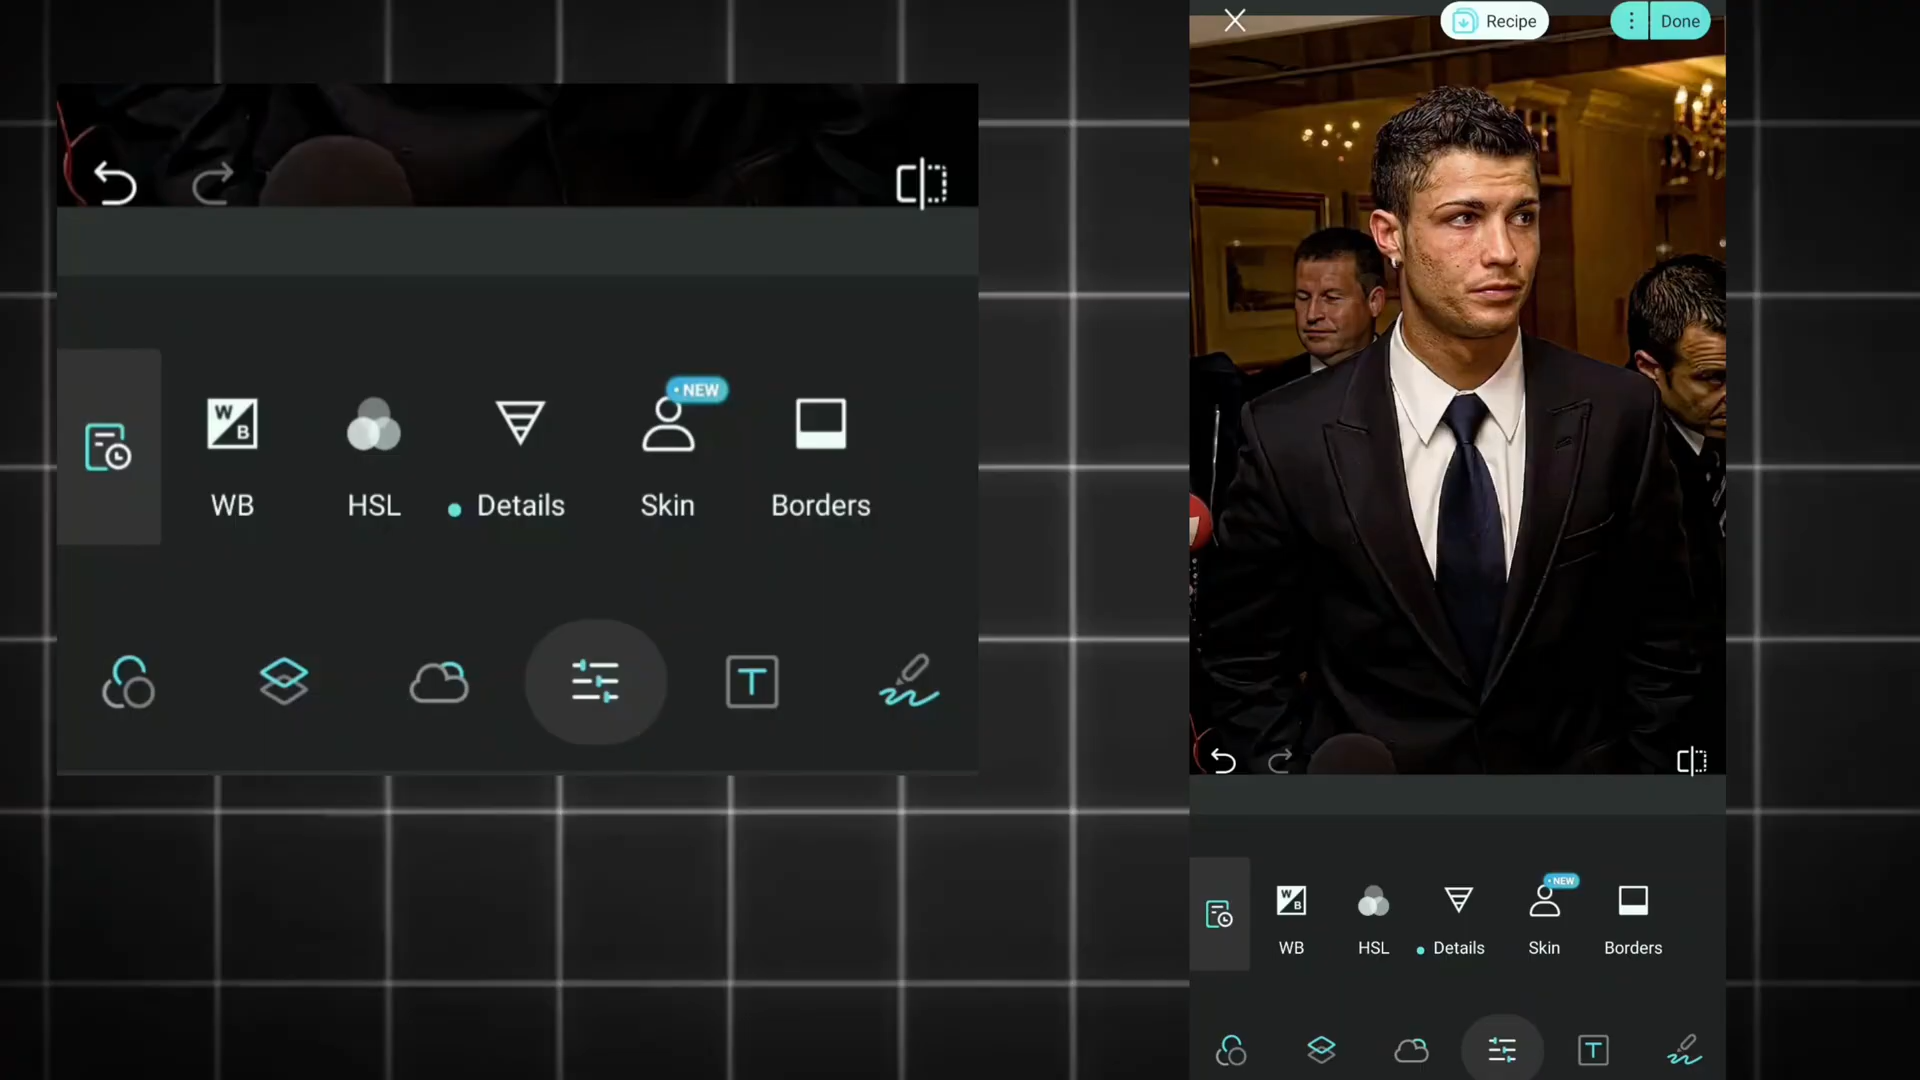 NEW
W
B
WB
HSL
Details
Skin
Borders
T
Recipe
Done
NEW
W
B
WB
HSL
Details
Skin
Borders
T